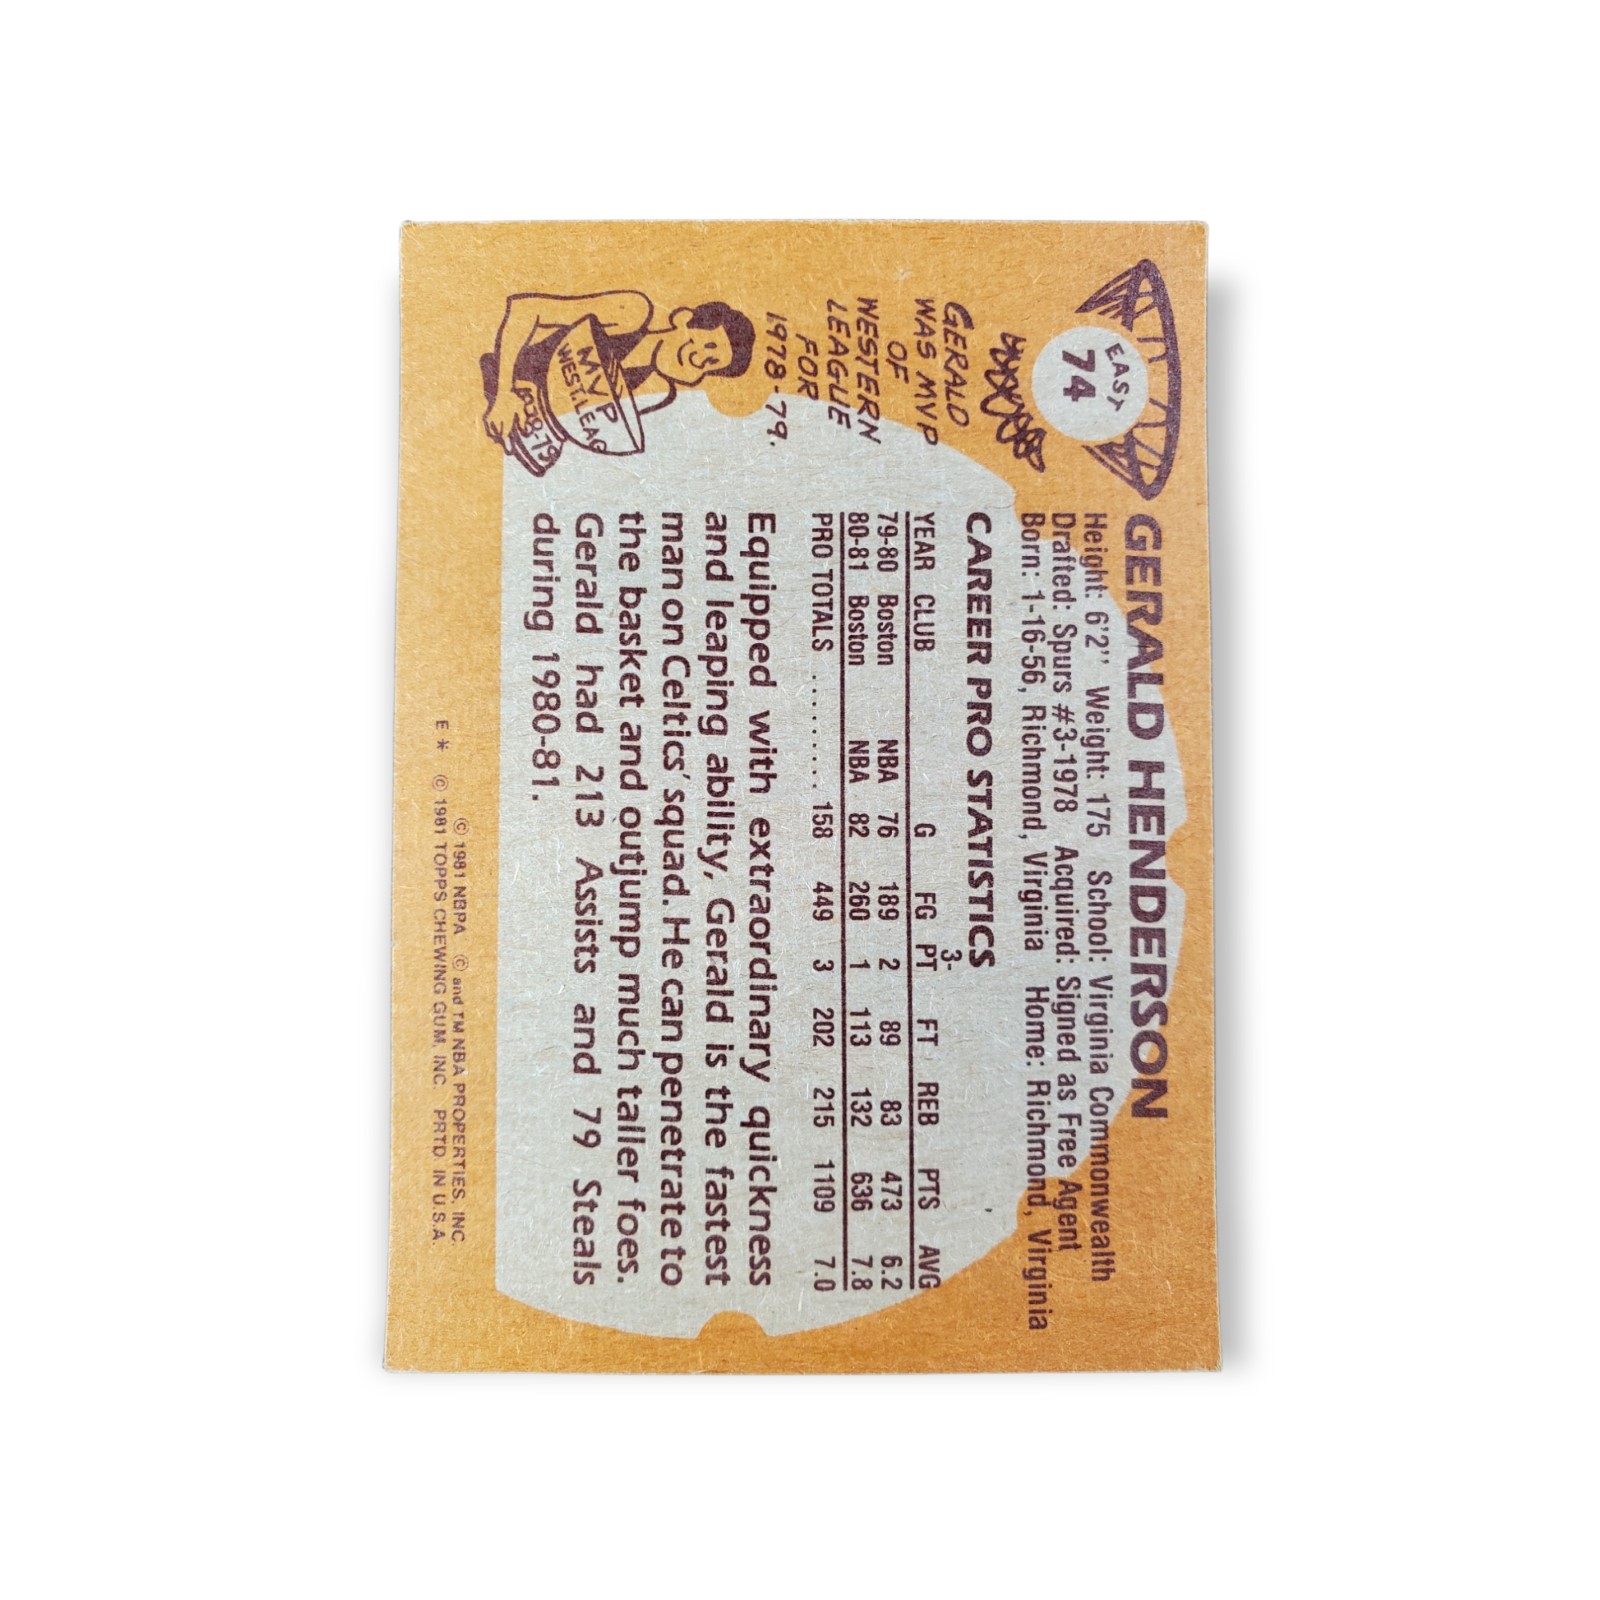 EAST
74
GERALD HENDERSON
Height: 6'2'' Weight: 175 School: Virginia Commonwealth
Drafted: Spurs #3-1978 Acquired: Signed as Free Agent
Born: 1-16-56, Richmond, Virginia Home: Richmond, Virginia
GERALD
WAS MVP
OF
WESTERN
LEAGUE
FOR
1978-79.
MVP
WEST. LEAG
1978-79
CAREER PRO STATISTICS
YEAR CLUB G FG 3-PT FT REB PTS AVG
79-80 Boston NBA 76 189 2 89 83 473 6.2
80-81 Boston NBA 82 260 1 113 132 636 7.8
PRO TOTALS .......... 158 449 3 202 215 1109 7.0
Equipped with extraordinary quickness
and leaping ability, Gerald is the fastest
man on Celtics' squad. He can penetrate to
the basket and outjump much taller foes.
Gerald had 213 Assists and 79 Steals
during 1980-81.
© 1981 NBPA © and TM NBA PROPERTIES, INC.
E * © 1981 TOPPS CHEWING GUM, INC. PRTD. IN U.S.A.